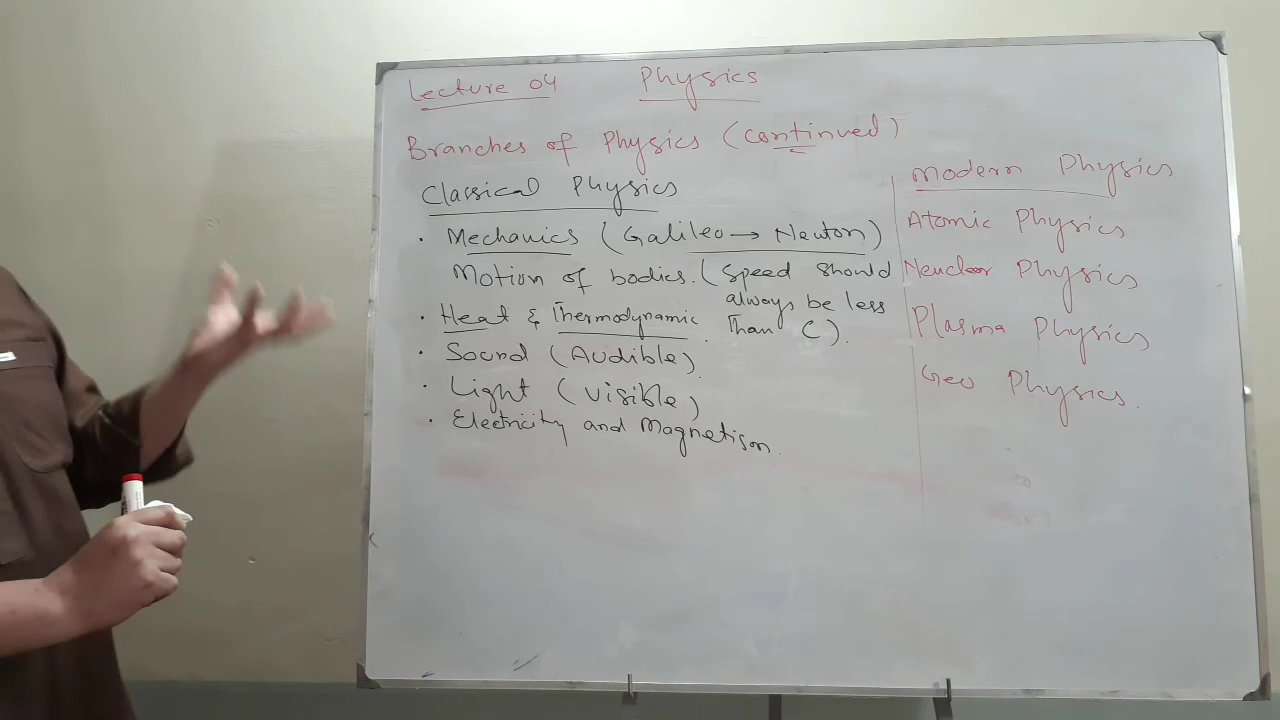 Lecture 04 Physics
Branches of Physics (continued)
Classical Physics
· Mechanics (Galileo → Neuton)
Motion of bodies. (Speed should
always be less
Than C).
· Heat & Thermodynamic.
· Sound (Audible).
· Light (Visible)
· Electricity and Magnetism.
Modern Physics
Atomic Physics
Neuclear Physics
Plasma Physics
Geo Physics.